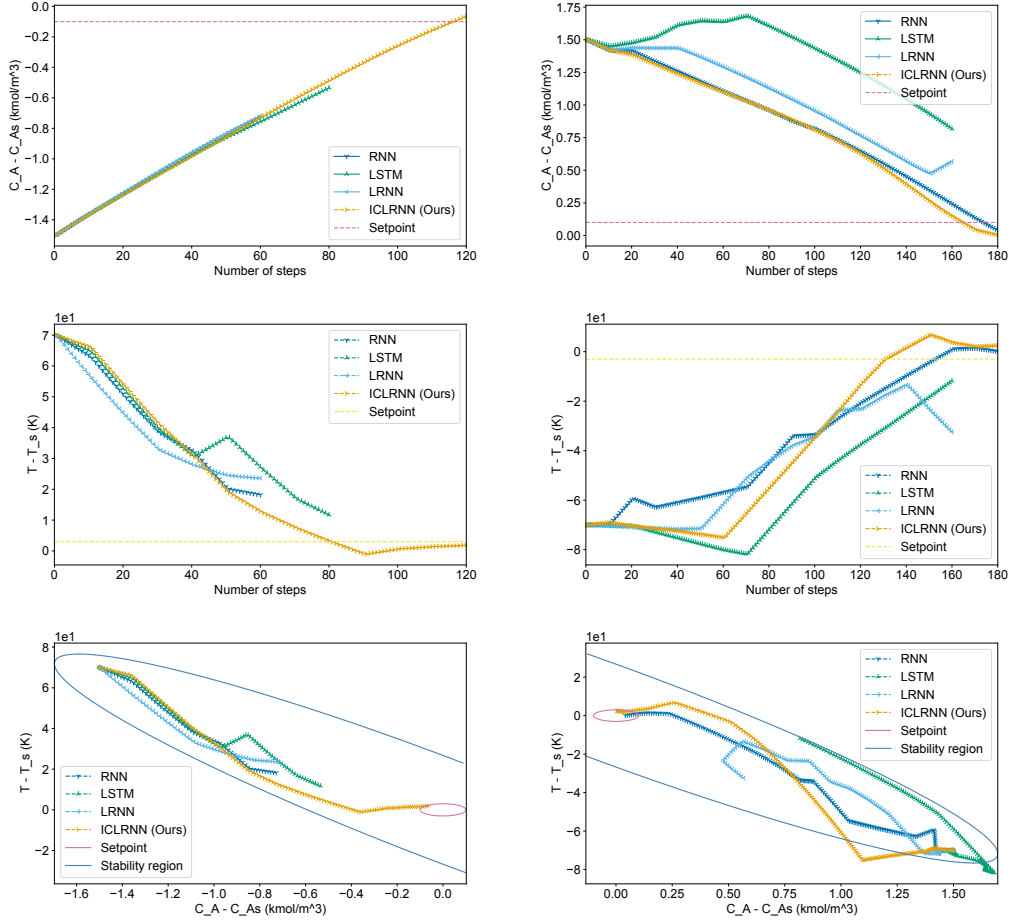 0.0
−0.2
−0.4
−0.6
−0.8
−1.0
−1.2
−1.4
C_A - C_As (kmol/m^3)
RNN
LSTM
LRNN
ICLRNN (Ours)
Setpoint
0 20 40 60 80 100 120
Number of steps
1.75
1.50
1.25
1.00
0.75
0.50
0.25
0.00
C_A - C_As (kmol/m^3)
RNN
LSTM
LRNN
ICLRNN (Ours)
Setpoint
0 20 40 60 80 100 120 140 160 180
Number of steps
1e1
7
6
5
4
3
2
1
0
T - T_s (K)
RNN
LSTM
LRNN
ICLRNN (Ours)
Setpoint
0 20 40 60 80 100 120
Number of steps
1e1
0
−2
−4
−6
−8
T - T_s (K)
RNN
LSTM
LRNN
ICLRNN (Ours)
Setpoint
0 20 40 60 80 100 120 140 160 180
Number of steps
1e1
8
6
4
2
0
−2
T - T_s (K)
RNN
LSTM
LRNN
ICLRNN (Ours)
Setpoint
Stability region
−1.6 −1.4 −1.2 −1.0 −0.8 −0.6 −0.4 −0.2 0.0
C_A - C_As (kmol/m^3)
1e1
2
0
−2
−4
−6
−8
T - T_s (K)
RNN
LSTM
LRNN
ICLRNN (Ours)
Setpoint
Stability region
0.00 0.25 0.50 0.75 1.00 1.25 1.50
C_A - C_As (kmol/m^3)